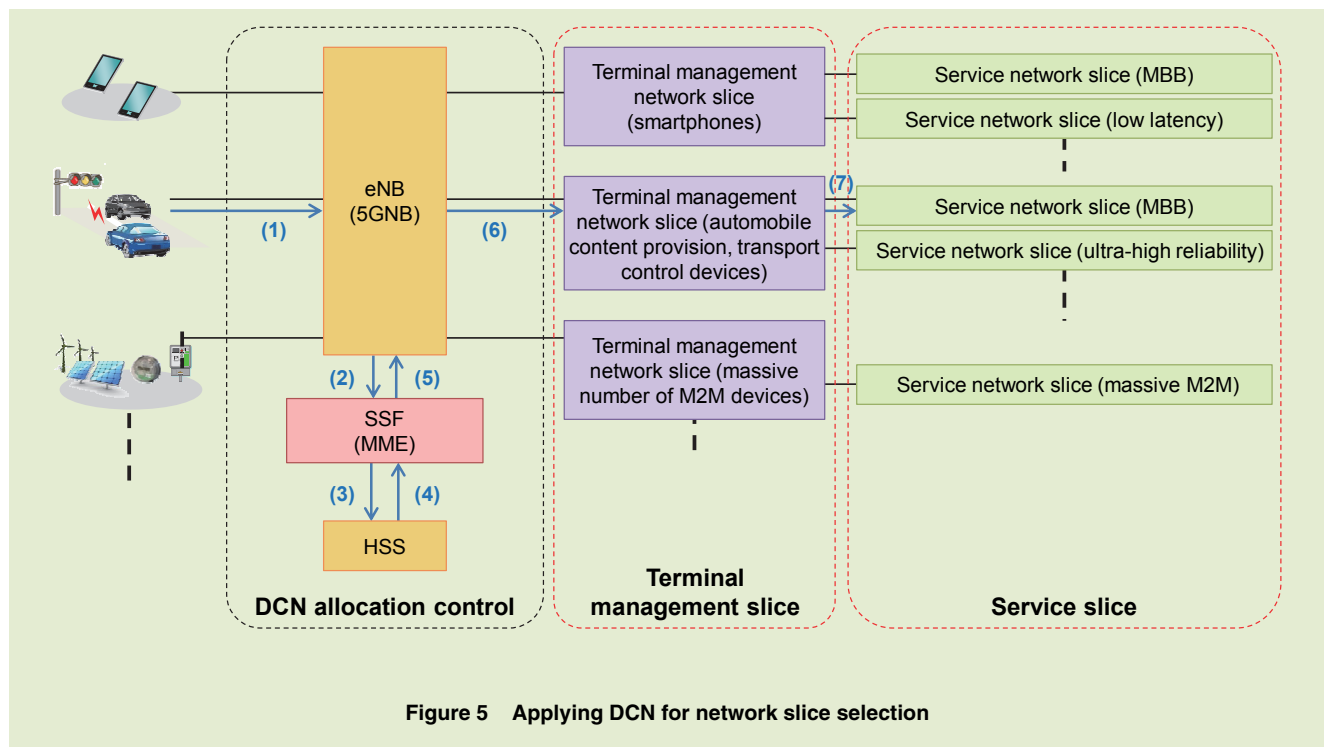 eNB
(5GNB)
(1)
(6)
(2)
(5)
SSF
(MME)
(3)
(4)
HSS
DCN allocation control
Terminal management
network slice
(smartphones)
Terminal management
network slice (automobile
content provision, transport
control devices)
Terminal management
network slice (massive
number of M2M devices)
Terminal
management slice
(7)
Service network slice (MBB)
Service network slice (low latency)
Service network slice (MBB)
Service network slice (ultra-high reliability)
Service network slice (massive M2M)
Service slice
Figure 5 Applying DCN for network slice selection